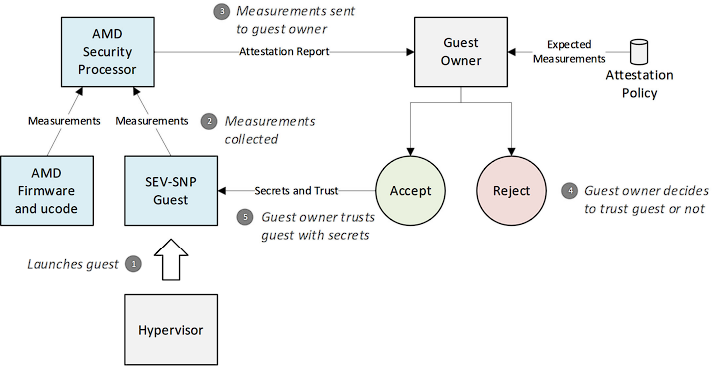 3 Measurements sent
to guest owner
AMD
Security
Processor
Attestation Report
Guest
Owner
Expected
Measurements
Attestation
Policy
Measurements
Measurements
2 Measurements
collected
AMD
Firmware
and ucode
SEV-SNP
Guest
Secrets and Trust
Accept
Reject
4 Guest owner decides
to trust guest or not
5 Guest owner trusts
guest with secrets
Launches guest 1
Hypervisor